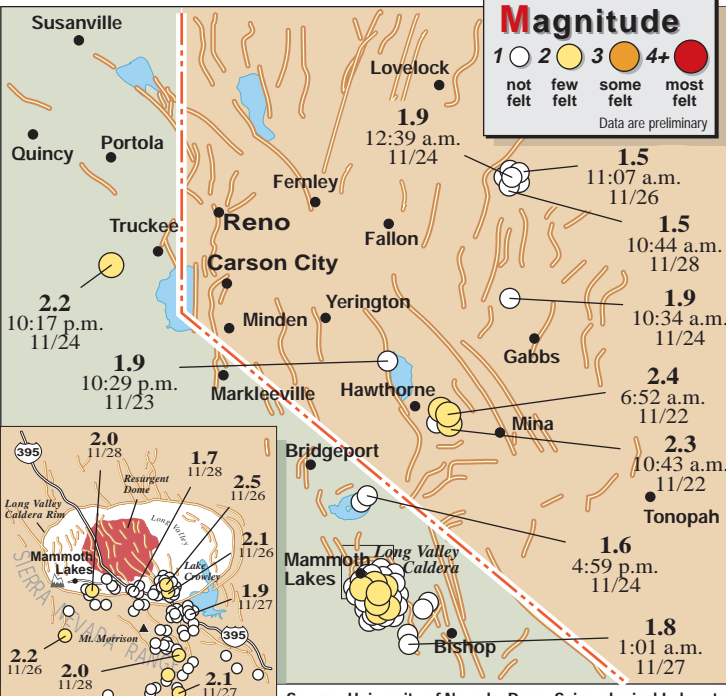 Magnitude
1 2 3 4+
not felt
few felt
some felt
most felt
Data are preliminary
Susanville
Lovelock
1.9
12:39 a.m.
11/24
Quincy
Portola
1.5
11:07 a.m.
11/26
Fernley
Truckee
Reno
Fallon
1.5
10:44 a.m.
11/28
Carson City
2.2
10:17 p.m.
11/24
Yerington
Minden
1.9
10:34 a.m.
11/24
Gabbs
1.9
10:29 p.m.
11/23
Markleeville
Hawthorne
2.4
6:52 a.m.
11/22
Mina
2.3
10:43 a.m.
11/22
Bridgeport
Tonopah
1.6
4:59 p.m.
11/24
Mammoth Lakes
Long Valley
Caldera
1.8
1:01 a.m.
11/27
Bishop
395
2.0
11/28
1.7
11/28
Resurgent
Dome
2.5
11/26
Long Valley
Caldera Rim
Long Valley
2.1
11/26
Mammoth
Lakes
Lake
Crowley
1.9
11/27
SIERRA NEVADA RANGE
Mt. Morrison
395
2.2
11/26
2.0
11/28
2.1
11/27